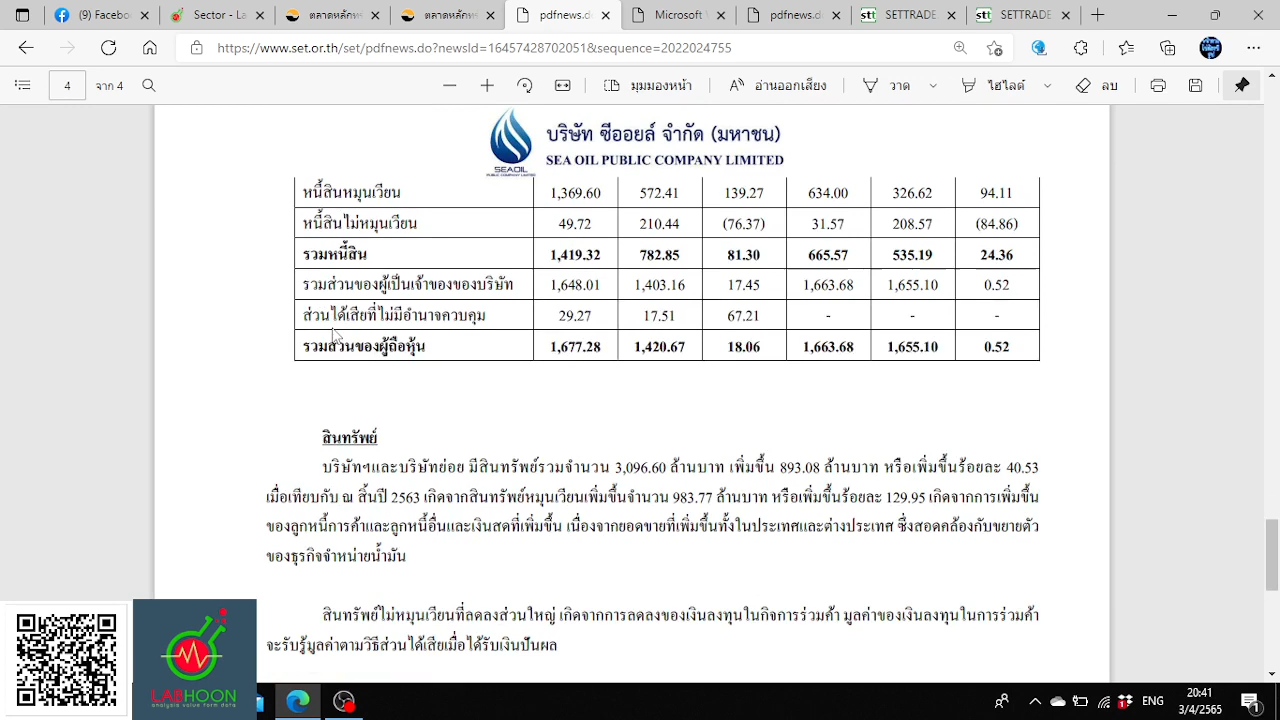 SETTRADE
SETTRADE
https://www.set.or.th/set/pdfnews.do?newsId=16457428702051&sequence=2022024755
4 จาก 4 มุมมองหน้า อ่านออกเสียง วาด ไฮไลต์ ลบ
บริษัท ซีออยล์ จำกัด (มหาชน)
SEA OIL PUBLIC COMPANY LIMITED
SEAOIL
PUBLIC COMPANY LIMITED
หนี้สินหมุนเวียน 1,369.60 572.41 139.27 634.00 326.62 94.11
หนี้สินไม่หมุนเวียน 49.72 210.44 (76.37) 31.57 208.57 (84.86)
รวมหนี้สิน 1,419.32 782.85 81.30 665.57 535.19 24.36
รวมส่วนของผู้เป็นเจ้าของของบริษัท 1,648.01 1,403.16 17.45 1,663.68 1,655.10 0.52
ส่วนได้เสียที่ไม่มีอำนาจควบคุม 29.27 17.51 67.21 - - -
รวมส่วนของผู้ถือหุ้น 1,677.28 1,420.67 18.06 1,663.68 1,655.10 0.52
สินทรัพย์
บริษัทฯและบริษัทย่อย มีสินทรัพย์รวมจำนวน 3,096.60 ล้านบาท เพิ่มขึ้น 893.08 ล้านบาท หรือเพิ่มขึ้นร้อยละ 40.53
เมื่อเทียบกับ ณ สิ้นปี 2563 เกิดจากสินทรัพย์หมุนเวียนเพิ่มขึ้นจำนวน 983.77 ล้านบาท หรือเพิ่มขึ้นร้อยละ 129.95 เกิดจากการเพิ่มขึ้น
ของลูกหนี้การค้าและลูกหนี้อื่นและเงินสดที่เพิ่มขึ้น เนื่องจากยอดขายที่เพิ่มขึ้นทั้งในประเทศและต่างประเทศ ซึ่งสอดคล้องกับขยายตัว
ของธุรกิจจำหน่ายน้ำมัน
สินทรัพย์ไม่หมุนเวียนที่ลดลงส่วนใหญ่ เกิดจากการลดลงของเงินลงทุนในกิจการร่วมค้า มูลค่าของเงินลงทุนในการร่วมค้า
จะรับรู้มูลค่าตามวิธีส่วนได้เสียเมื่อได้รับเงินปันผล
LABHOON
analysis value form data
ENG
20:41
3/4/2565